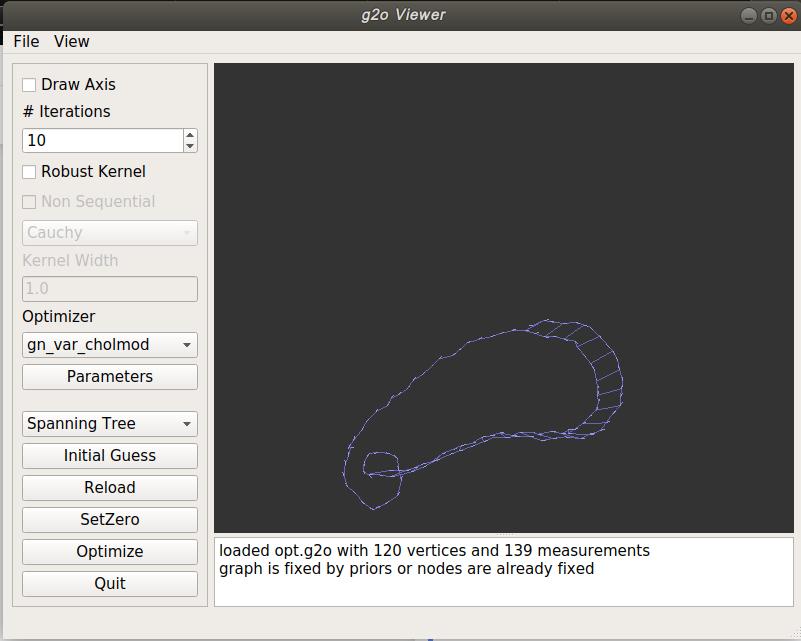 g2o Viewer
File View
Draw Axis
# Iterations
10
Robust Kernel
Non Sequential
Cauchy
Kernel Width
1.0
Optimizer
gn_var_cholmod
Parameters
Spanning Tree
Initial Guess
Reload
SetZero
Optimize
Quit
loaded opt.g2o with 120 vertices and 139 measurements
graph is fixed by priors or nodes are already fixed